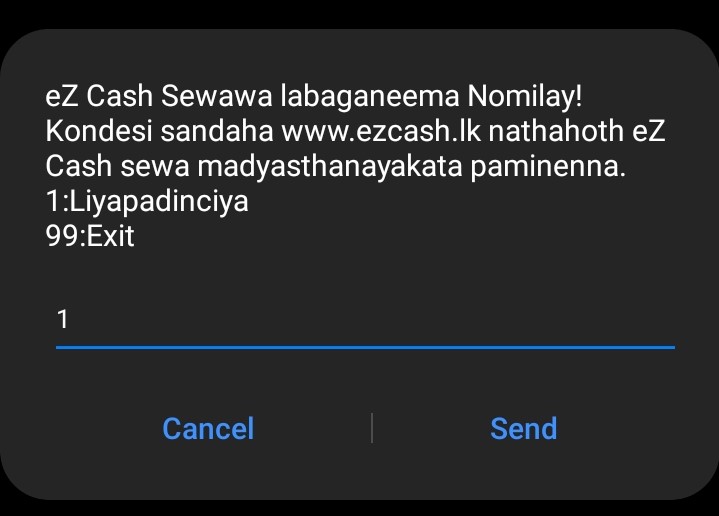 eZ Cash Sewawa labaganeema Nomilay!
Kondesi sandaha www.ezcash.lk nathahoth eZ
Cash sewa madyasthanayakata paminenna.
1:Liyapadinciya
99:Exit
1
Cancel
Send